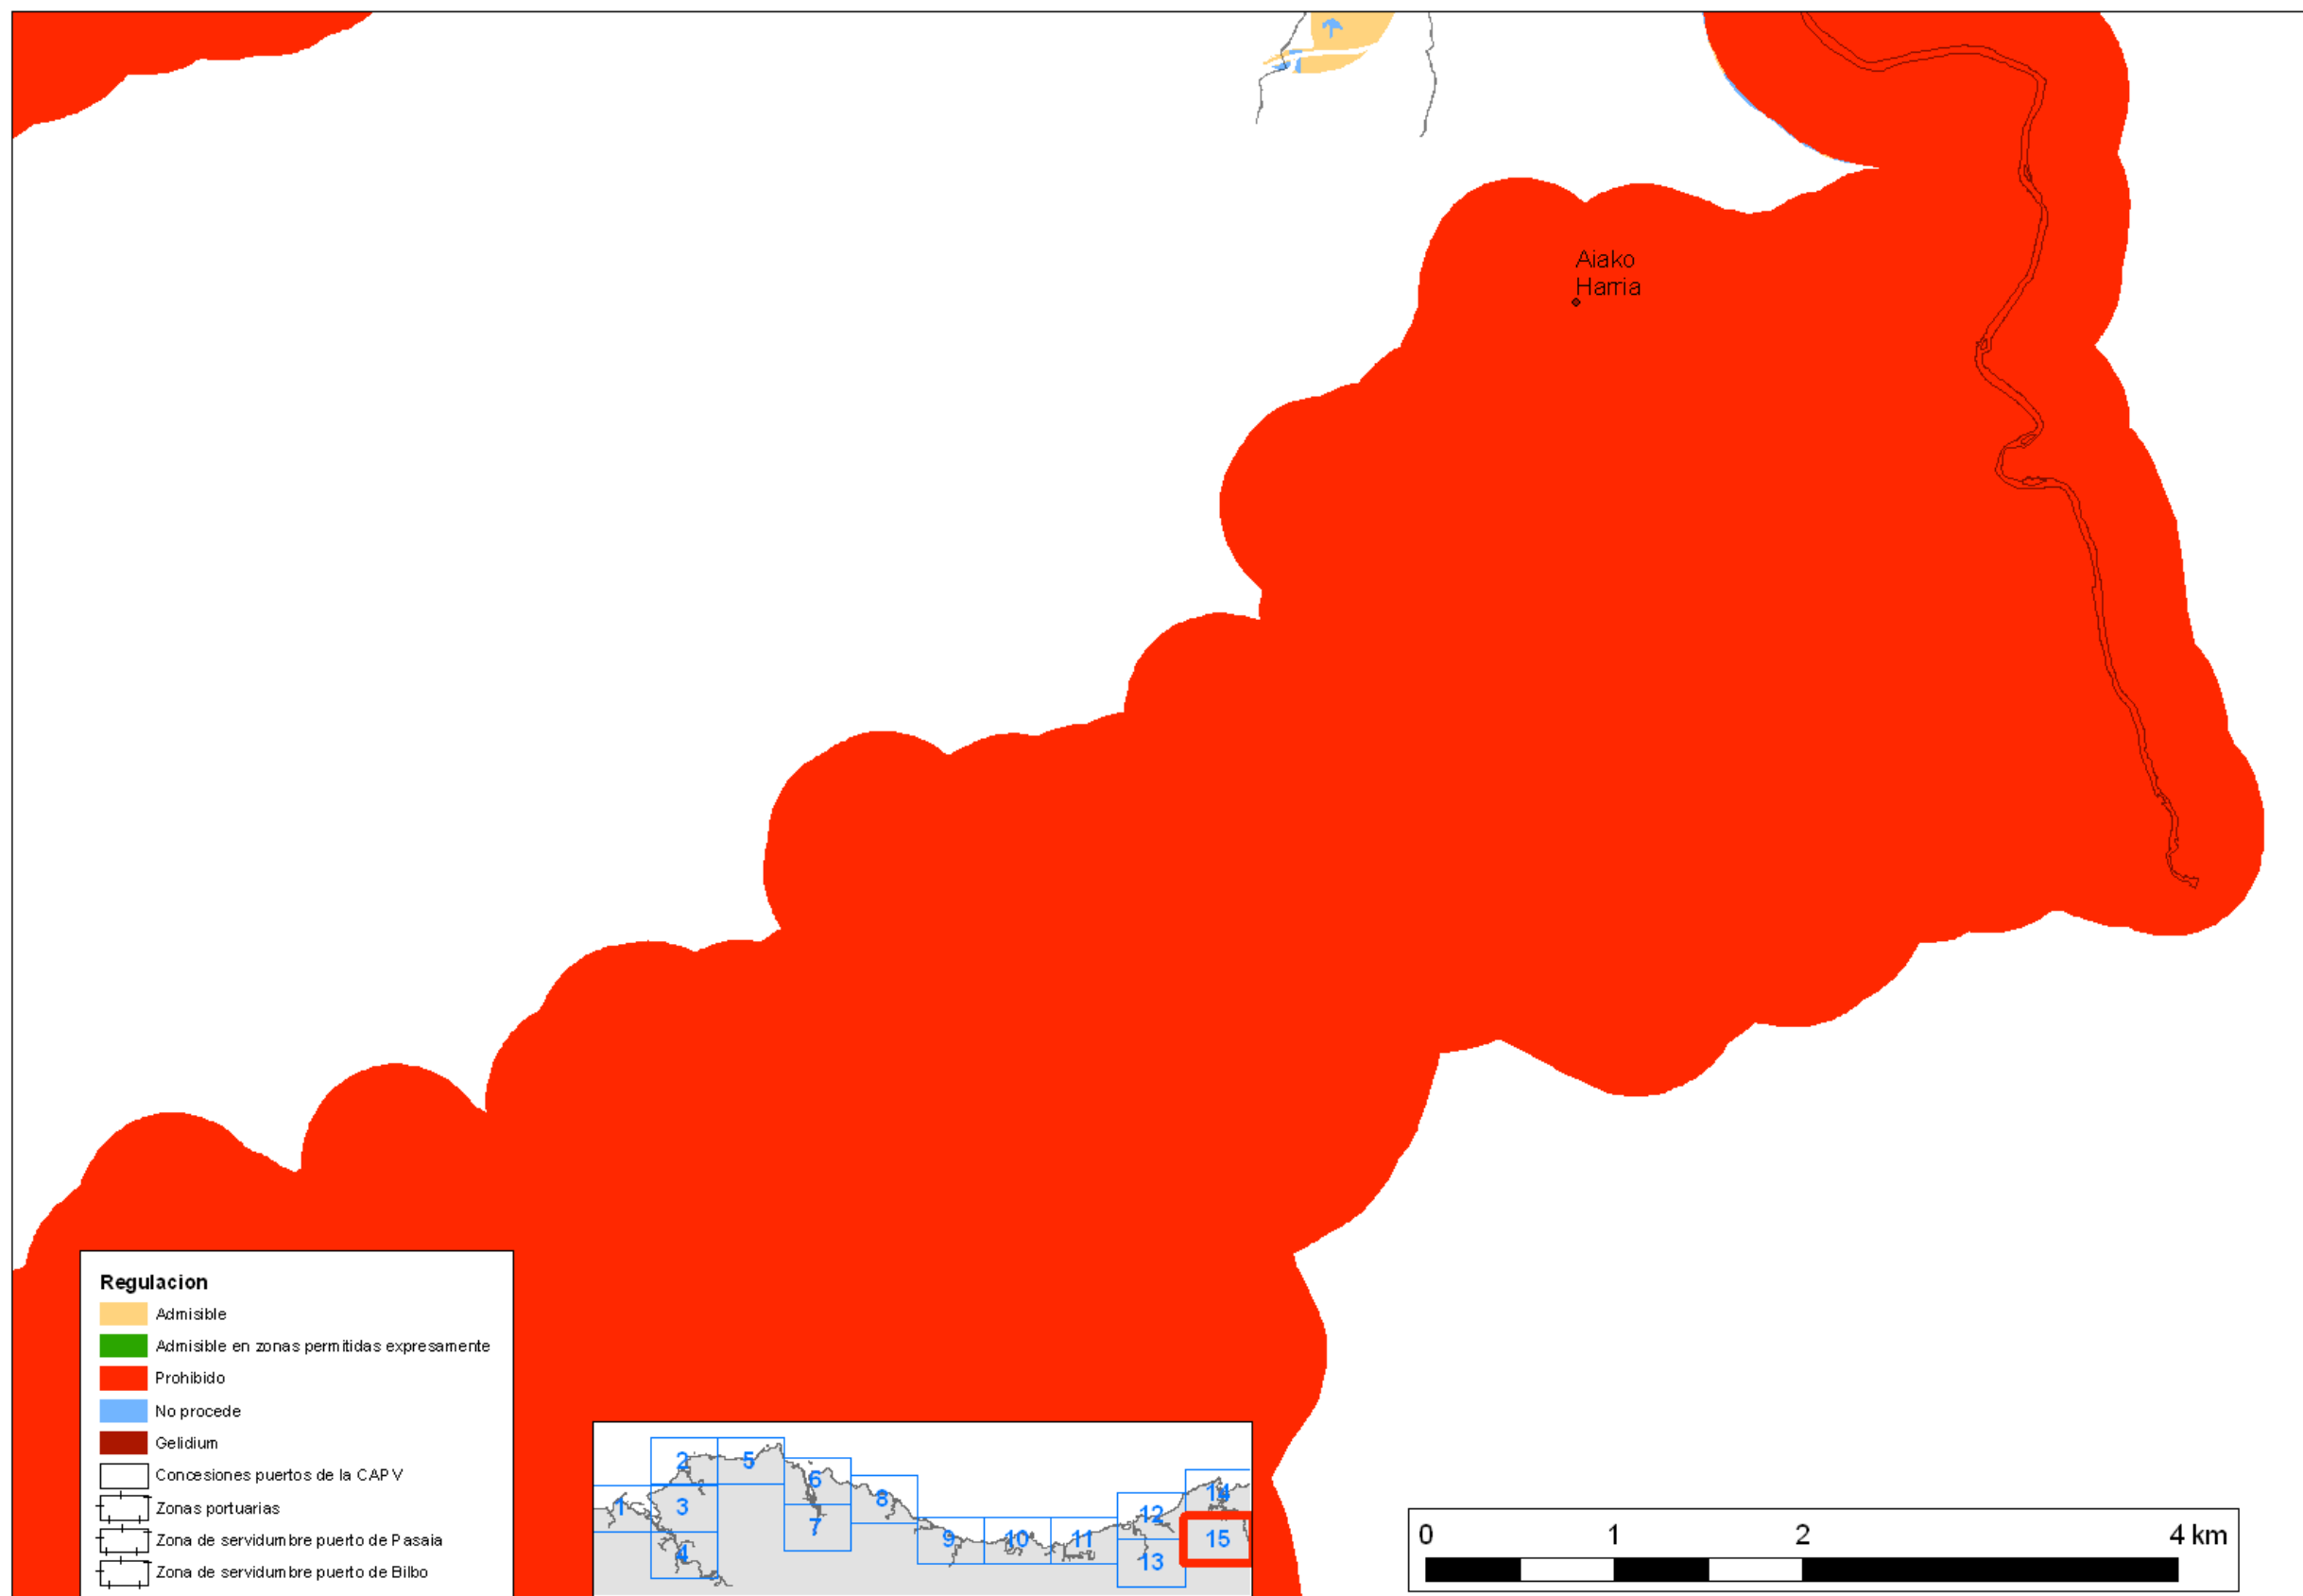 Aiako
Harria
Regulacion
Admisible
Admisible en zonas permitidas expresamente
Prohibido
No procede
Gelidium
Concesiones puertos de la CAPV
Zonas portuarias
Zona de servidumbre puerto de Pasaia
Zona de servidumbre puerto de Bilbo
1
2
3
4
5
6
7
8
9
10
11
12
13
14
15
0 1 2 4 km